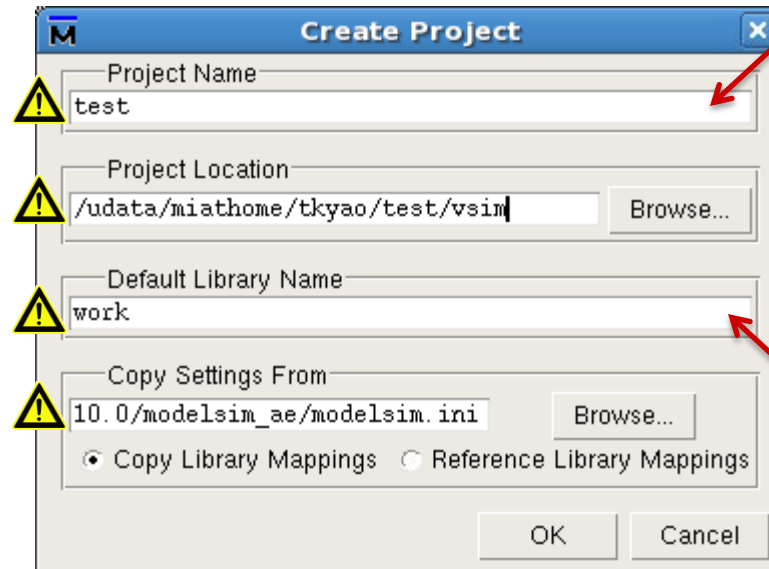 Create Project
Project Name
test
Project Location
/udata/miathome/tkyao/test/vsim
Browse...
Default Library Name
work
Copy Settings From
10.0/modelsim_ae/modelsim.ini
Browse...
Copy Library Mappings Reference Library Mappings
OK Cancel